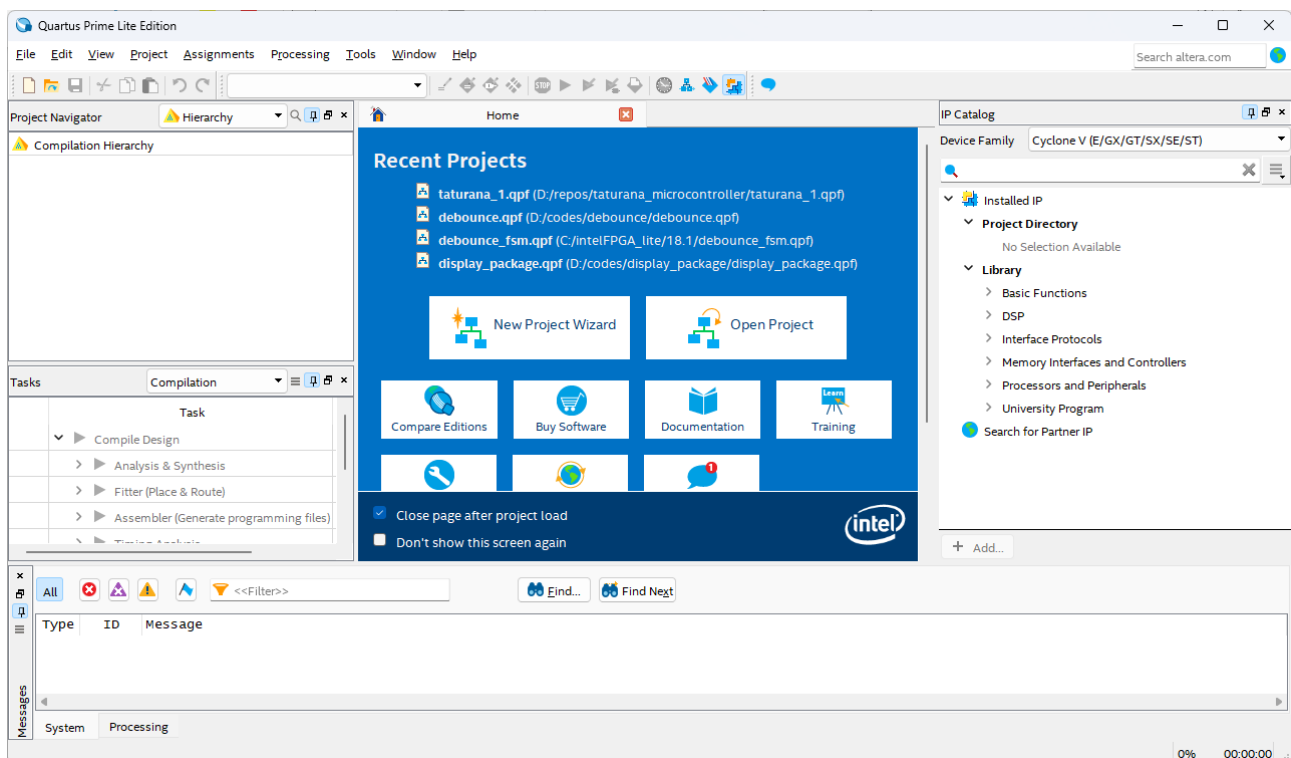 Quartus Prime Lite Edition
File Edit View Project Assignments Processing Tools Window Help
Search altera.com
STOP
Project Navigator
Hierarchy
Compilation Hierarchy
Tasks
Compilation
Task
Compile Design
Analysis & Synthesis
Fitter (Place & Route)
Assembler (Generate programming files)
Timing Analysis
Home
Recent Projects
taturana_1.qpf (D:/repos/taturana_microcontroller/taturana_1.qpf)
debounce.qpf (D:/codes/debounce/debounce.qpf)
debounce_fsm.qpf (C:/intelFPGA_lite/18.1/debounce_fsm.qpf)
display_package.qpf (D:/codes/display_package/display_package.qpf)
New Project Wizard
Open Project
Compare Editions
Buy Software
Documentation
Learn
Training
1
Close page after project load
Don't show this screen again
intel
IP Catalog
Device Family
Cyclone V (E/GX/GT/SX/SE/ST)
Installed IP
Project Directory
No Selection Available
Library
Basic Functions
DSP
Interface Protocols
Memory Interfaces and Controllers
Processors and Peripherals
University Program
Search for Partner IP
+ Add...
All
<<Filter>>
Find...
Find Next
Type ID Message
Messages
System
Processing
0% 00:00:00